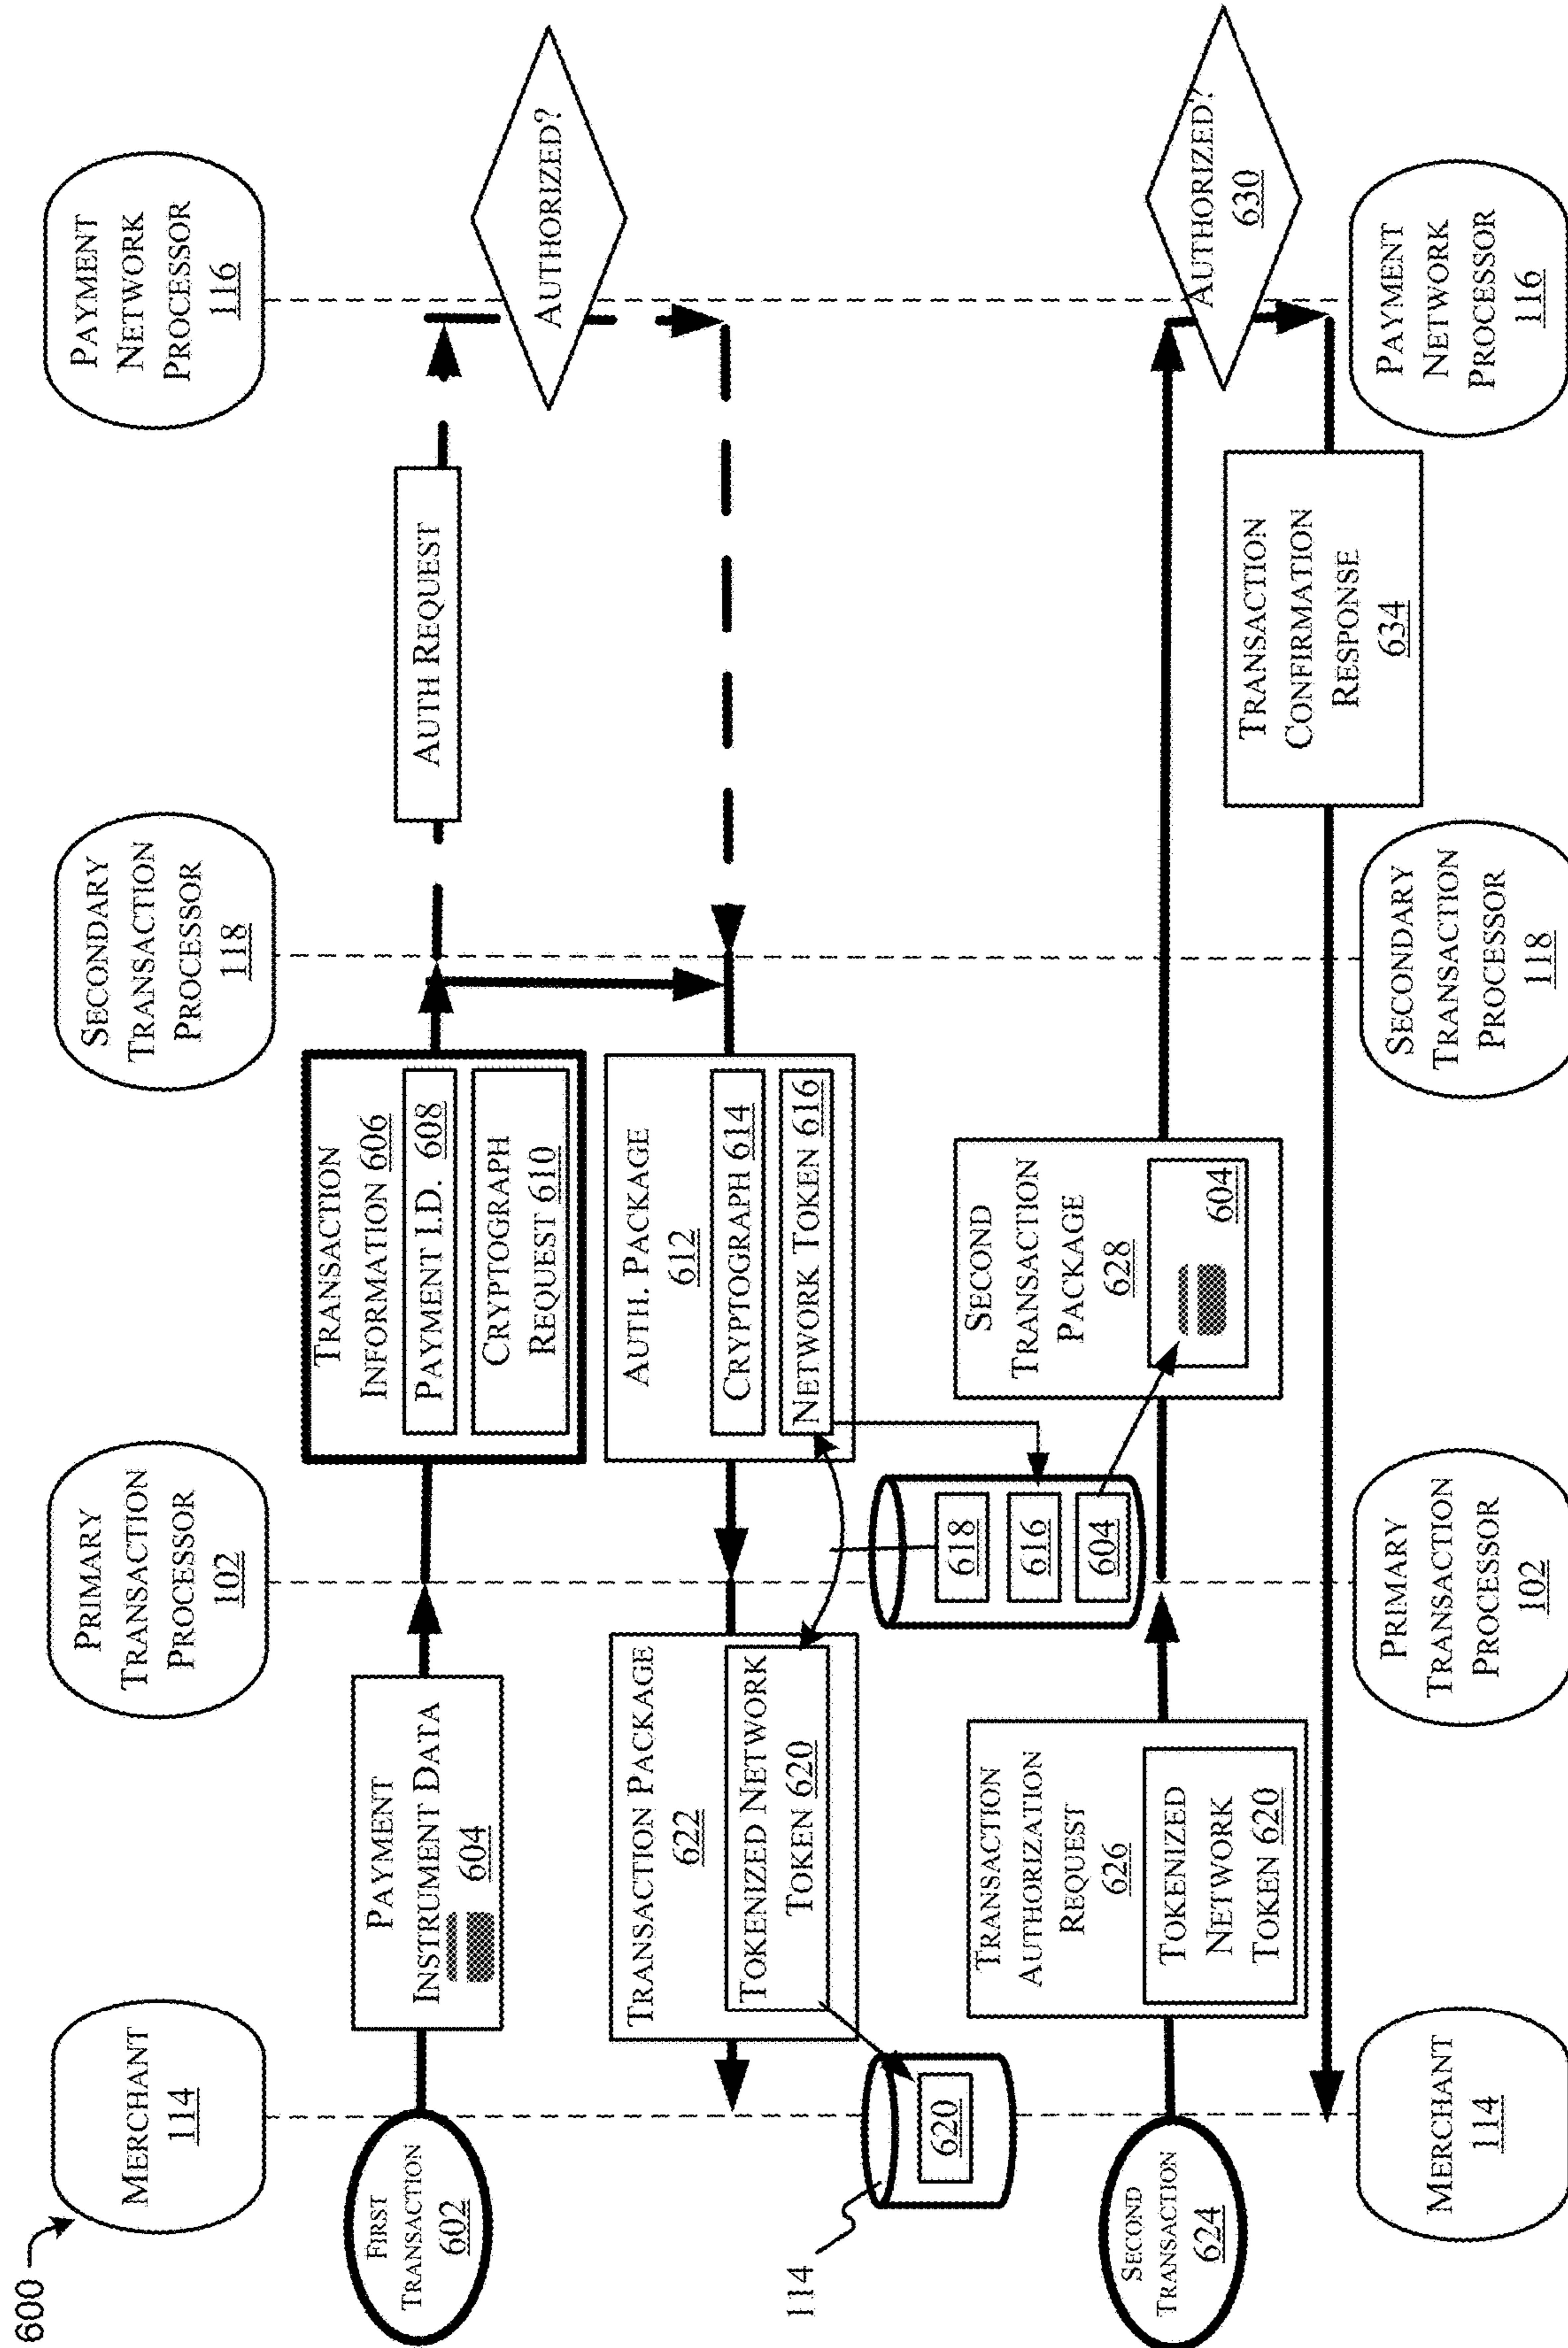 600
MERCHANT
114
PRIMARY
TRANSACTION
PROCESSOR
102
SECONDARY
TRANSACTION
PROCESSOR
118
PAYMENT
NETWORK
PROCESSOR
116
FIRST
TRANSACTION
602
PAYMENT
INSTRUMENT DATA
604
TRANSACTION
INFORMATION 606
PAYMENT I.D. 608
CRYPTOGRAPH
REQUEST 610
AUTH REQUEST
AUTHORIZED?
AUTH. PACKAGE
612
CRYPTOGRAPH 614
NETWORK TOKEN 616
TRANSACTION PACKAGE
622
TOKENIZED NETWORK
TOKEN 620
114
620
618
616
604
SECOND
TRANSACTION
624
TRANSACTION
AUTHORIZATION
REQUEST
626
TOKENIZED
NETWORK
TOKEN 620
SECOND
TRANSACTION
PACKAGE
628
604
AUTHORIZED?
630
TRANSACTION
CONFIRMATION
RESPONSE
634
MERCHANT
114
PRIMARY
TRANSACTION
PROCESSOR
102
SECONDARY
TRANSACTION
PROCESSOR
118
PAYMENT
NETWORK
PROCESSOR
116